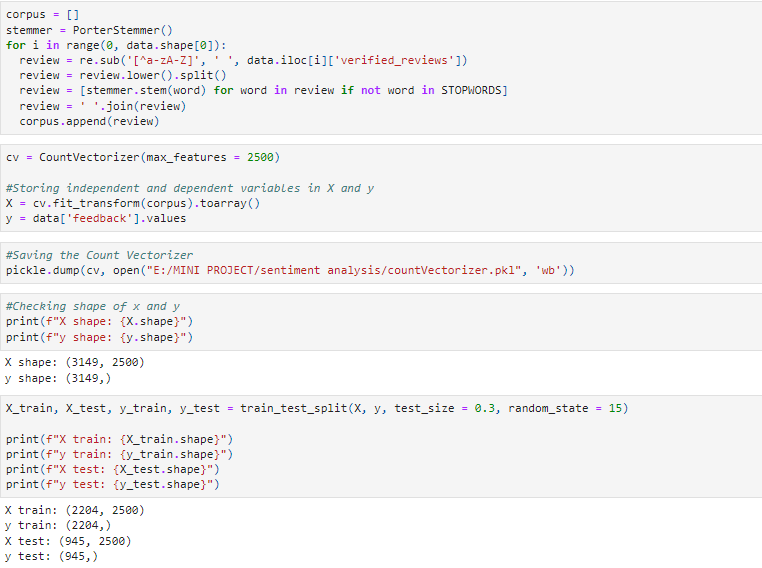 corpus = []
stemmer = PorterStemmer()
for i in range(0, data.shape[0]):
  review = re.sub('[^a-zA-Z]', ' ', data.iloc[i]['verified_reviews'])
  review = review.lower().split()
  review = [stemmer.stem(word) for word in review if not word in STOPWORDS]
  review = ' '.join(review)
  corpus.append(review)
cv = CountVectorizer(max_features = 2500)
#Storing independent and dependent variables in X and y
X = cv.fit_transform(corpus).toarray()
y = data['feedback'].values
#Saving the Count Vectorizer
pickle.dump(cv, open("E:/MINI PROJECT/sentiment analysis/countVectorizer.pkl", 'wb'))
#Checking shape of x and y
print(f"X shape: {X.shape}")
print(f"y shape: {y.shape}")
X shape: (3149, 2500)
y shape: (3149,)
X_train, X_test, y_train, y_test = train_test_split(X, y, test_size = 0.3, random_state = 15)
print(f"X train: {X_train.shape}")
print(f"y train: {y_train.shape}")
print(f"X test: {X_test.shape}")
print(f"y test: {y_test.shape}")
X train: (2204, 2500)
y train: (2204,)
X test: (945, 2500)
y test: (945,)